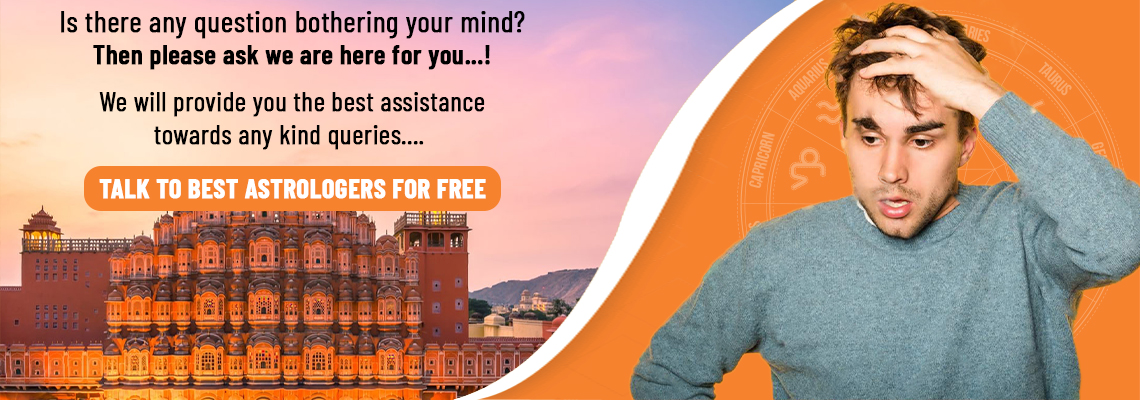 Is there any question bothering your mind?
Then please ask we are here for you...!
We will provide you the best assistance
towards any kind queries....
TALK TO BEST ASTROLOGERS FOR FREE
ARIES
TAURUS
AQUARIUS
CAPRICORN